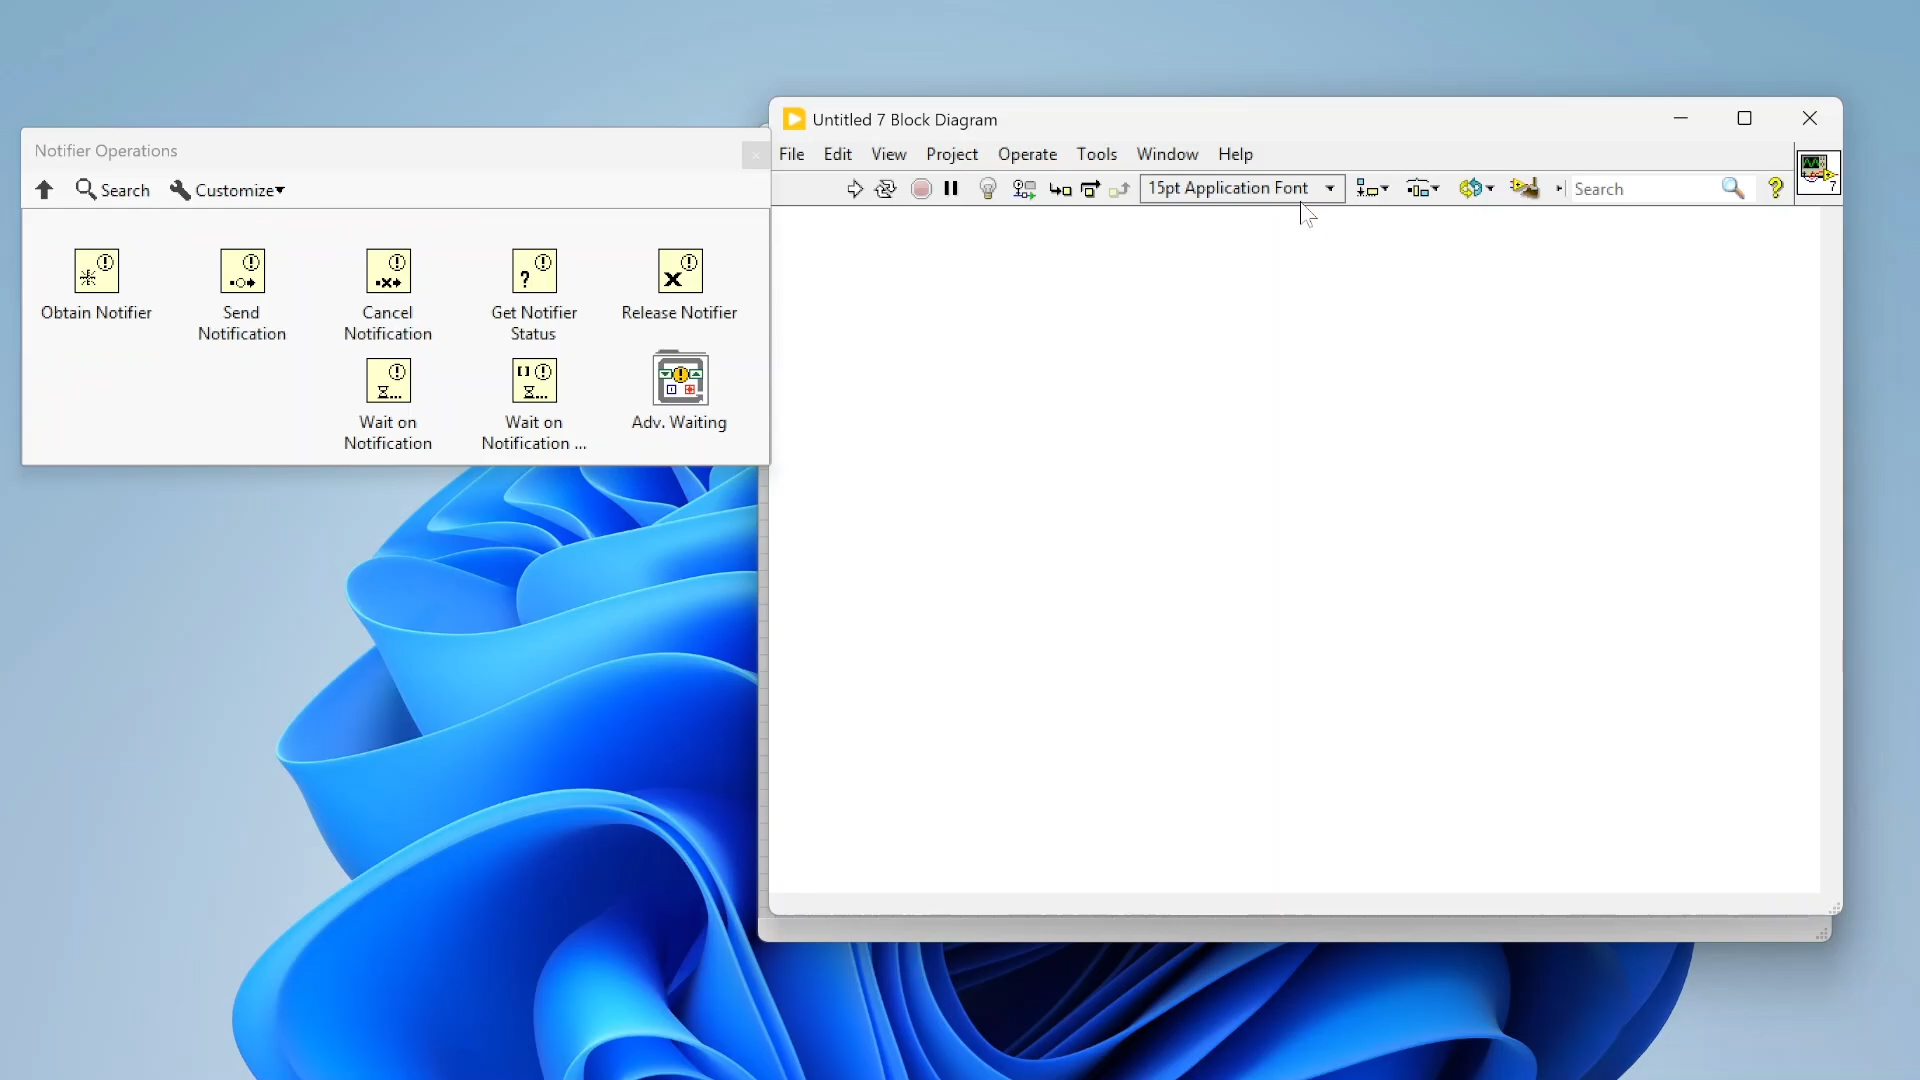 Untitled 7 Block Diagram
File Edit View Project Operate Tools Window Help
15pt Application Font
Search
7
Notifier Operations
Search Customize
Obtain Notifier
Send
Notification
Cancel
Notification
Get Notifier
Status
Release Notifier
Wait on
Notification
Wait on
Notification ...
Adv. Waiting